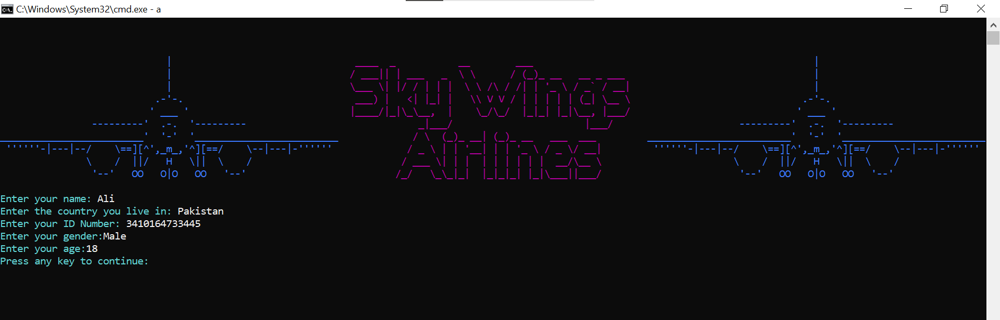 C:\Windows\System32\cmd.exe - a
Sky Wings
Airlines
Enter your name: Ali
Enter the country you live in: Pakistan
Enter your ID Number: 3410164733445
Enter your gender:Male
Enter your age:18
Press any key to continue: